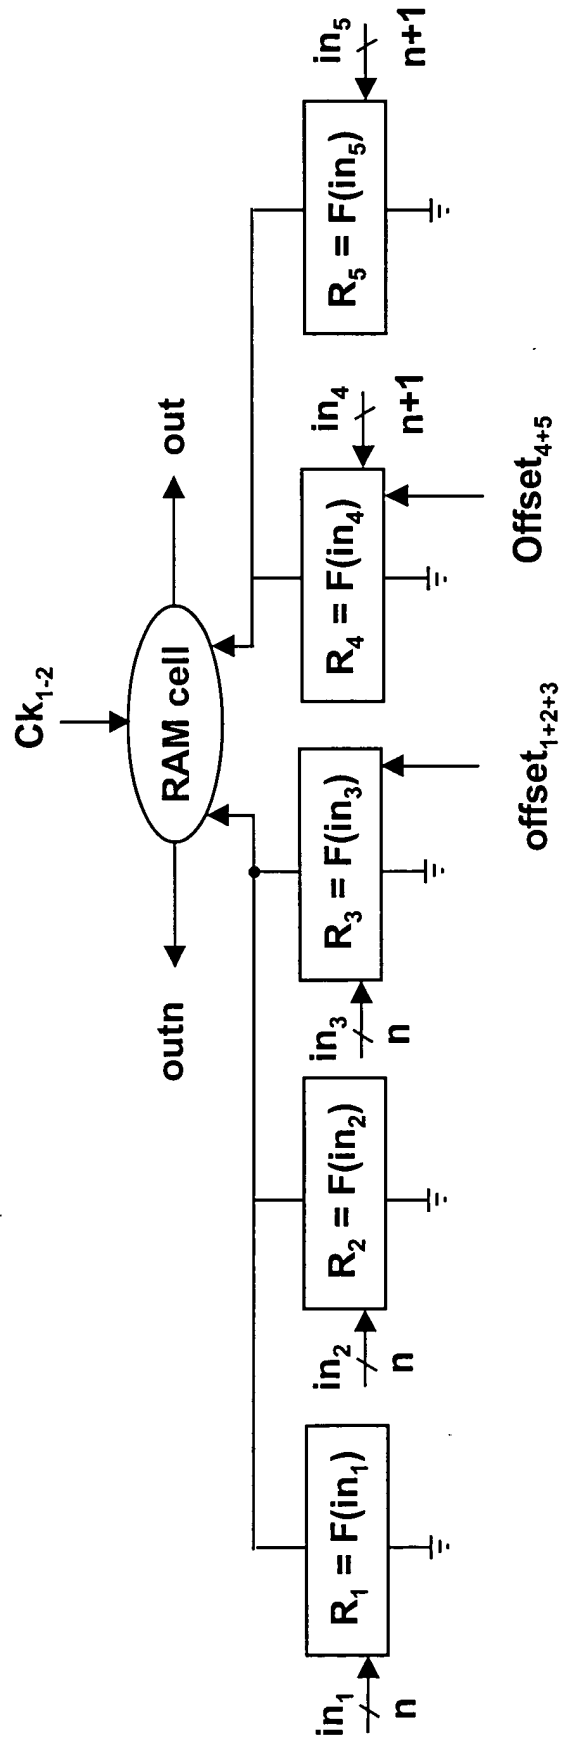 Ck1-2
outn
RAM cell
out
in1
n
R1 = F(in1)
in2
n
R2 = F(in2)
in3
n
R3 = F(in3)
offset1+2+3
R4 = F(in4)
in4
n+1
Offset4+5
R5 = F(in5)
in5
n+1